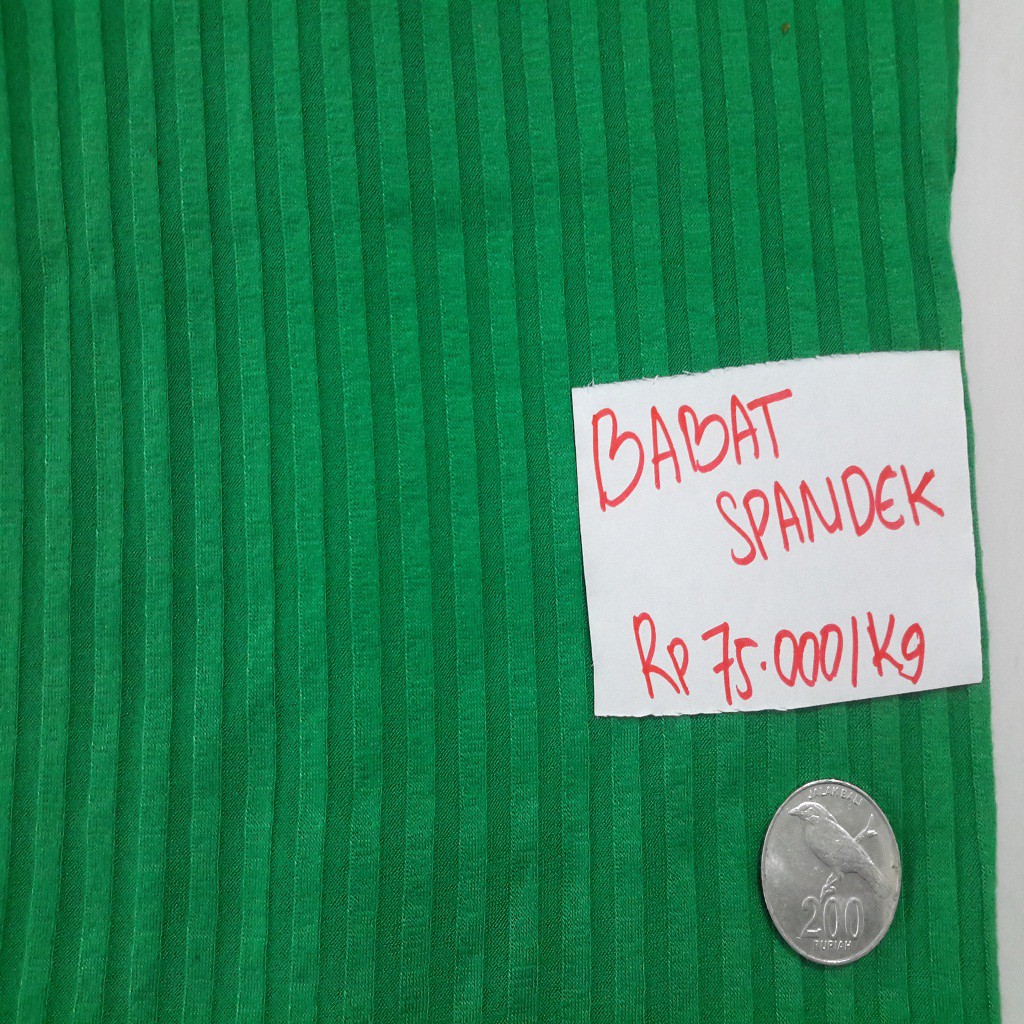 BABAT
SPANDEK
Rp 75.000/Kg
JALAK BALI
200
RUPIAH